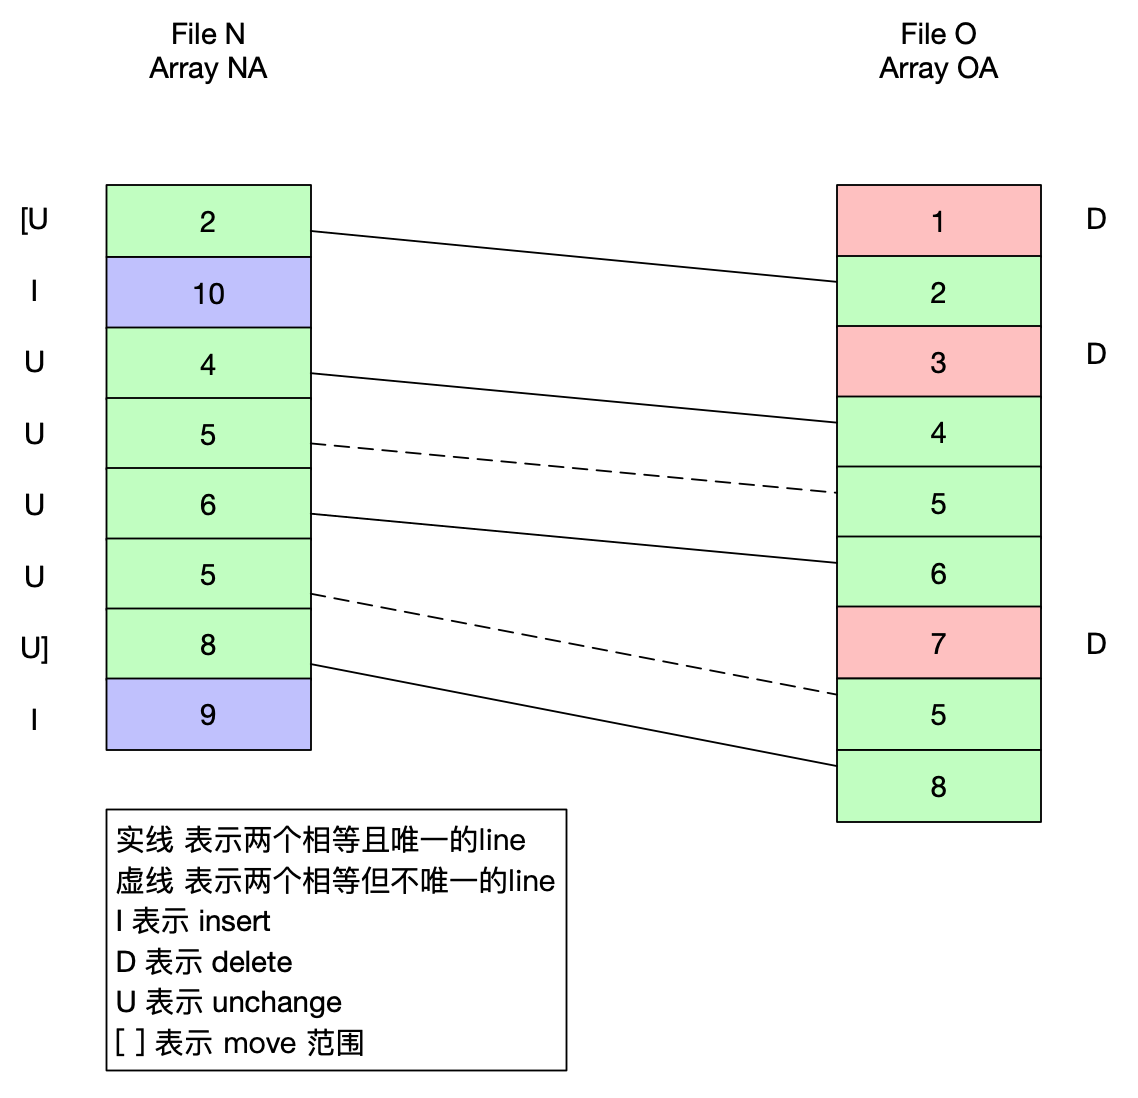 File N
Array NA
File O
Array OA
[U 2 1 D
I 10 2
U 4 3 D
U 5 4
U 6 5
U 5 6
U] 8 7 D
I 9 5
8
实线 表示两个相等且唯一的line
虚线 表示两个相等但不唯一的line
I 表示 insert
D 表示 delete
U 表示 unchange
[ ] 表示 move 范围